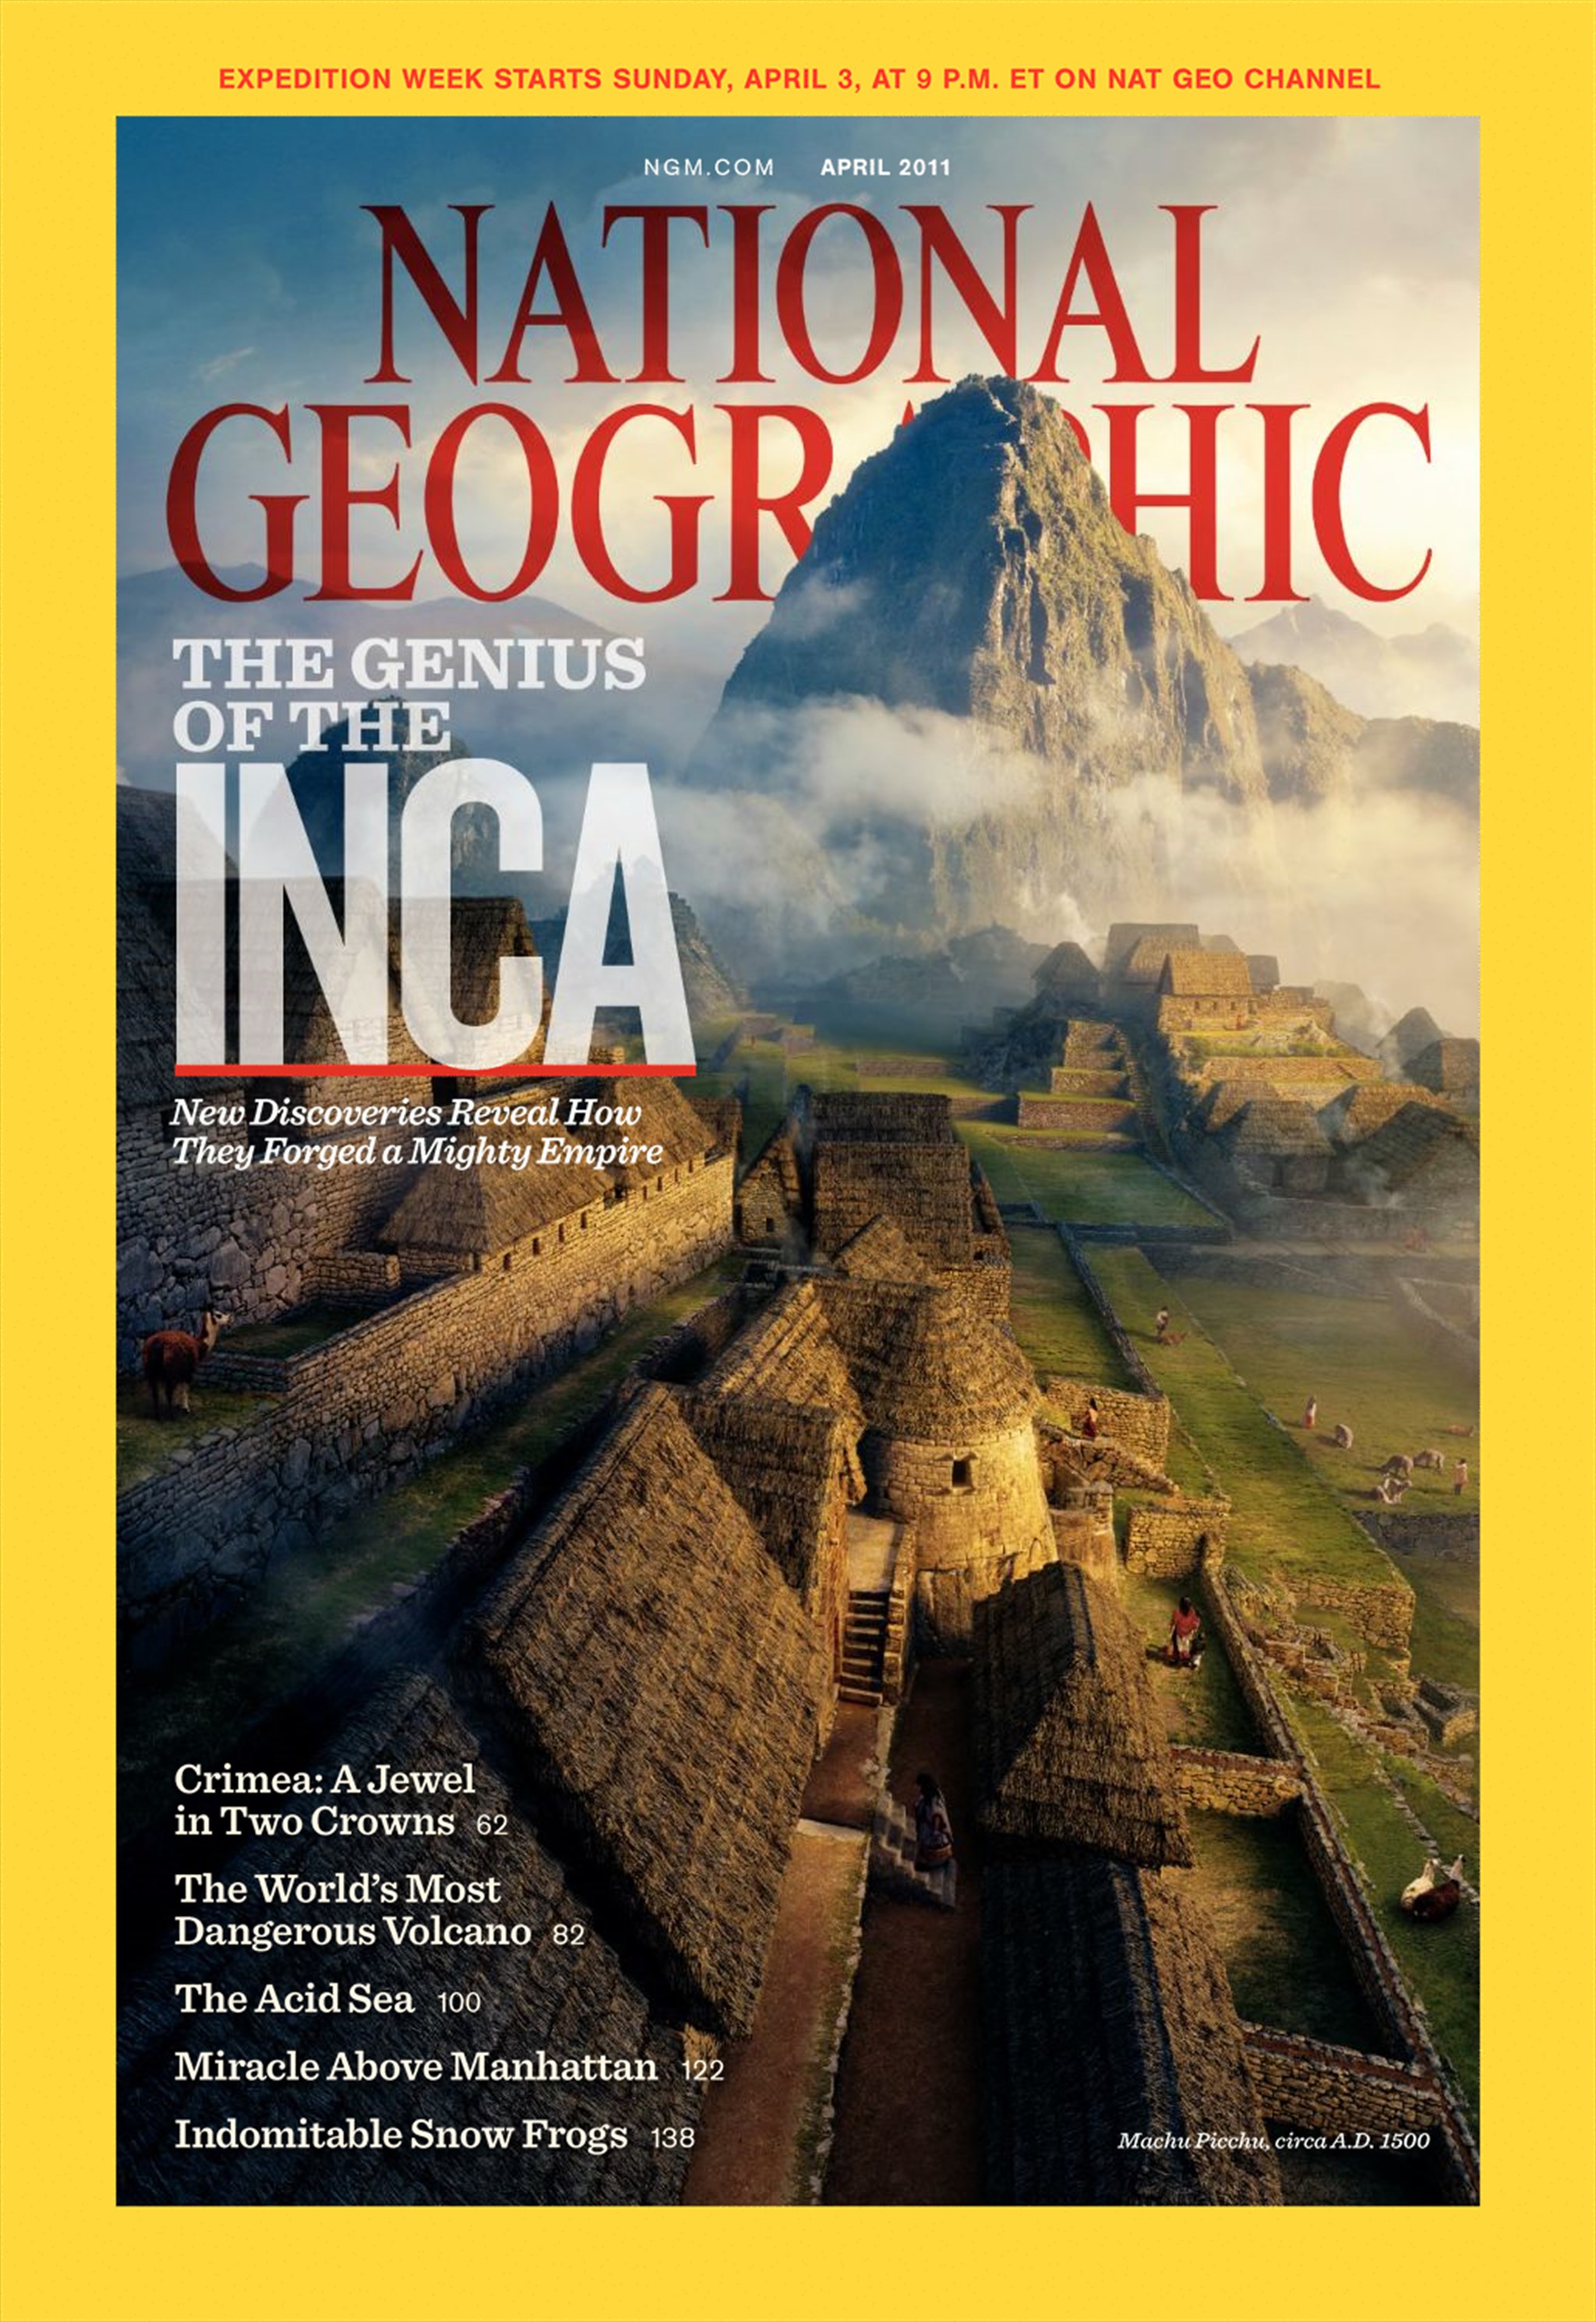 EXPEDITION WEEK STARTS SUNDAY, APRIL 3, AT 9 P.M. ET ON NAT GEO CHANNEL
NGM.COM APRIL 2011
NATIONAL
GEOGRAPHIC
THE GENIUS
OF THE
INCA
New Discoveries Reveal How
They Forged a Mighty Empire
Crimea: A Jewel
in Two Crowns 62
The World's Most
Dangerous Volcano 82
The Acid Sea 100
Miracle Above Manhattan 122
Indomitable Snow Frogs 138
Machu Picchu, circa A.D. 1500